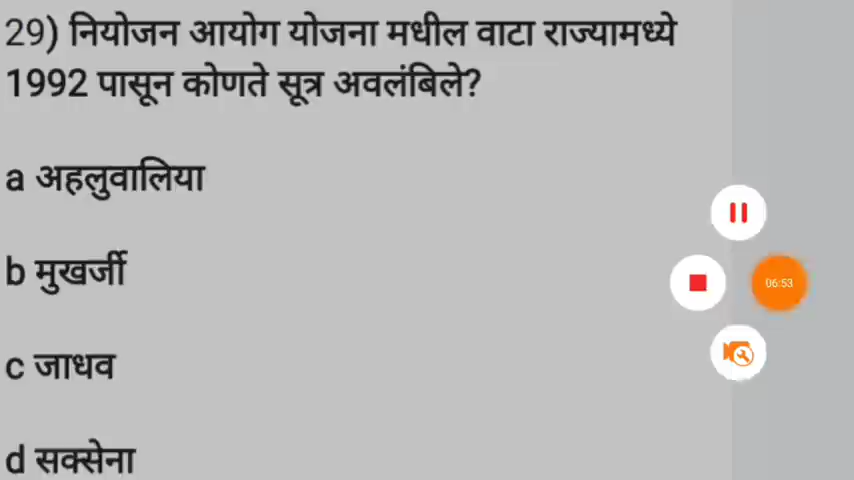 29) नियोजन आयोग योजना मधील वाटा राज्यामध्ये
1992 पासून कोणते सूत्र अवलंबिले?
a अहलुवालिया
b मुखर्जी
c जाधव
d सक्सेना
06:53